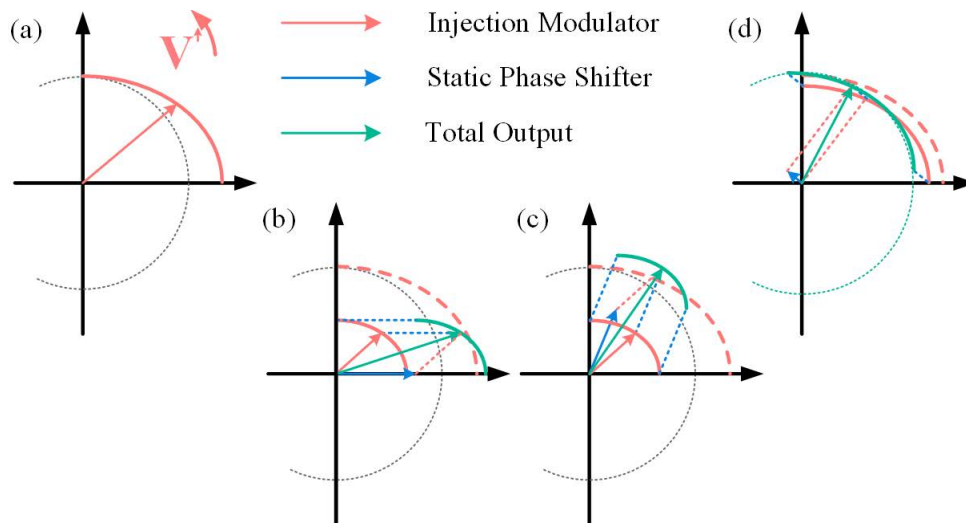 (a)
V↑
Injection Modulator
Static Phase Shifter
Total Output
(d)
(b)
(c)